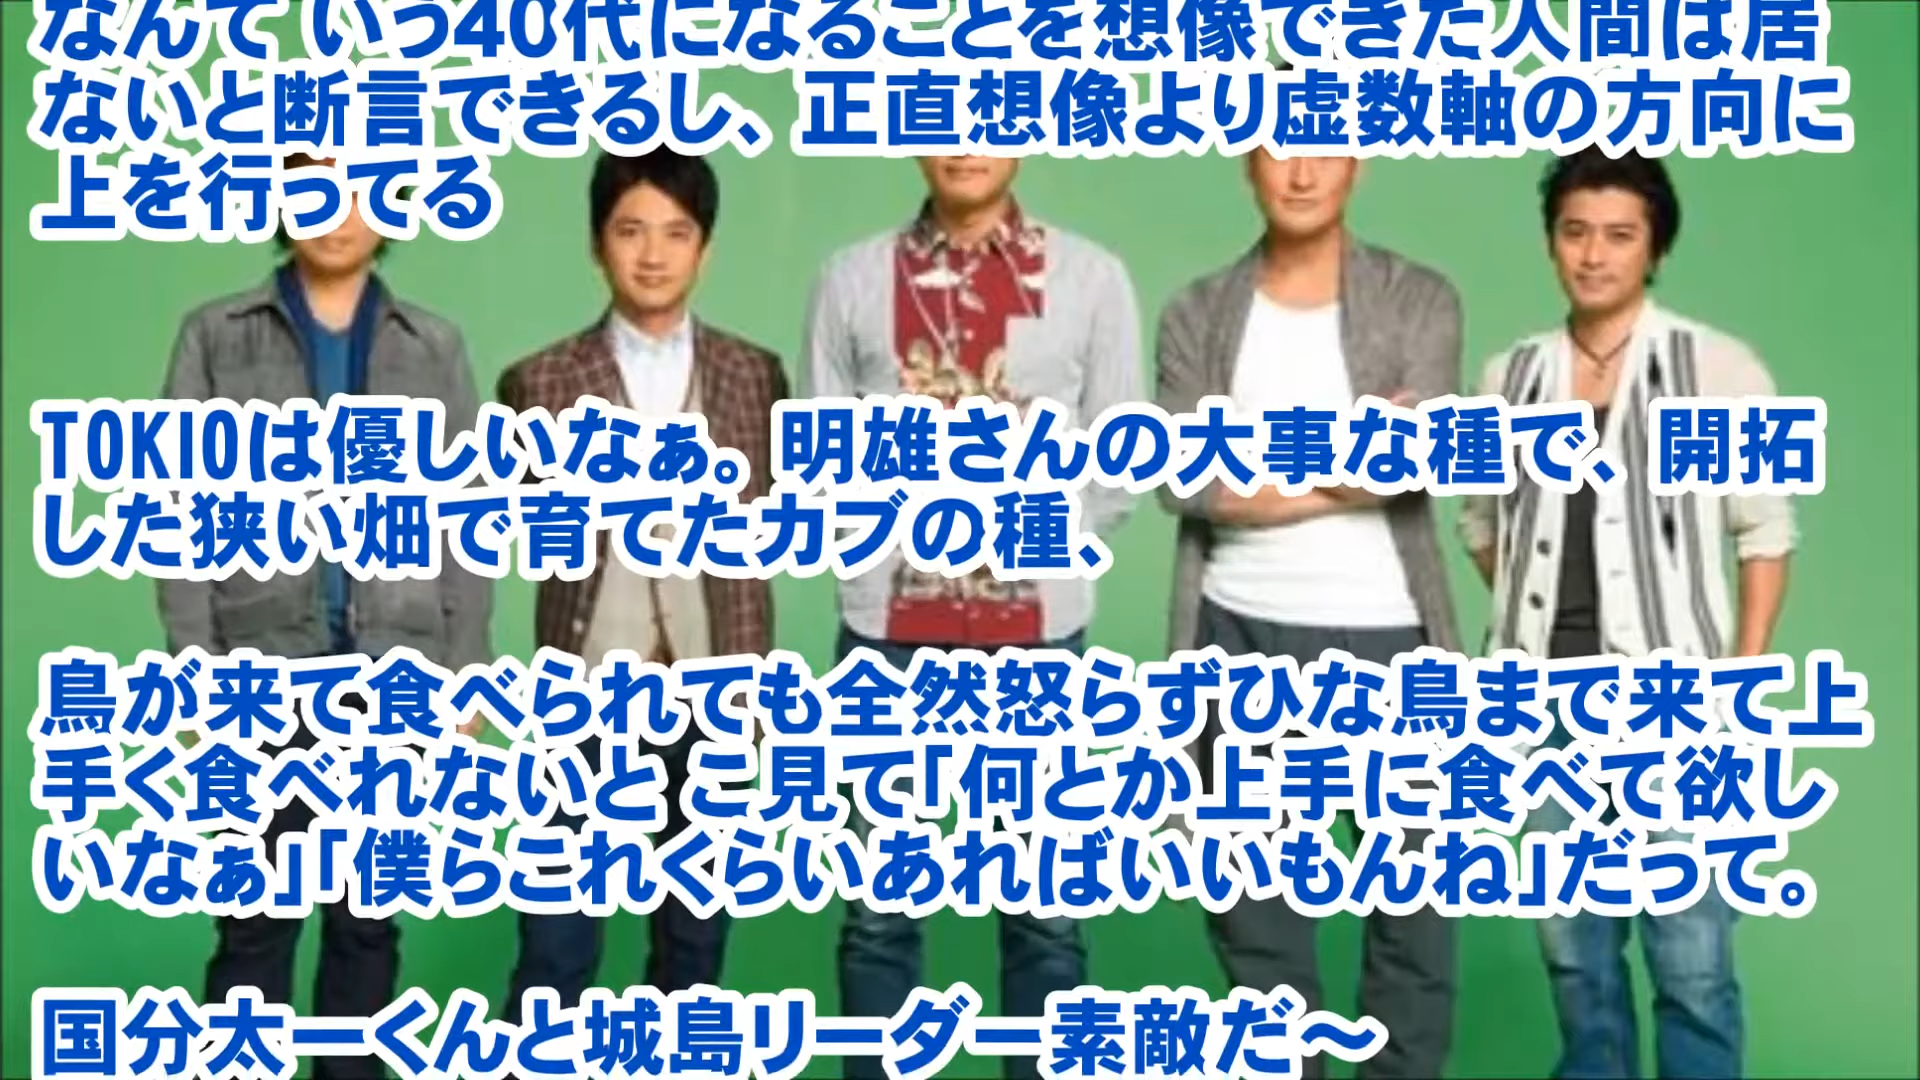 なんて いう40代になることを想像できた人間は居
ないと断言できるし、正直想像より虚数軸の方向に
上を行ってる
TOKIOは優しいなぁ。明雄さんの大事な種で、開拓
した狭い畑で育てたカブの種、
鳥が来て食べられても全然怒らずひな鳥まで来て上
手く食べれないと こ見て「何とか上手に食べて欲し
いなぁ」「僕らこれくらいあればいいもんね」だって。
国分太一くんと城島リーダー素敵だ～